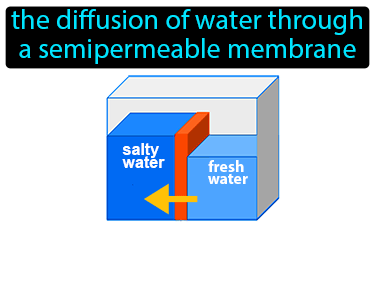 the diffusion of water through
a semipermeable membrane
salty
water
fresh
water